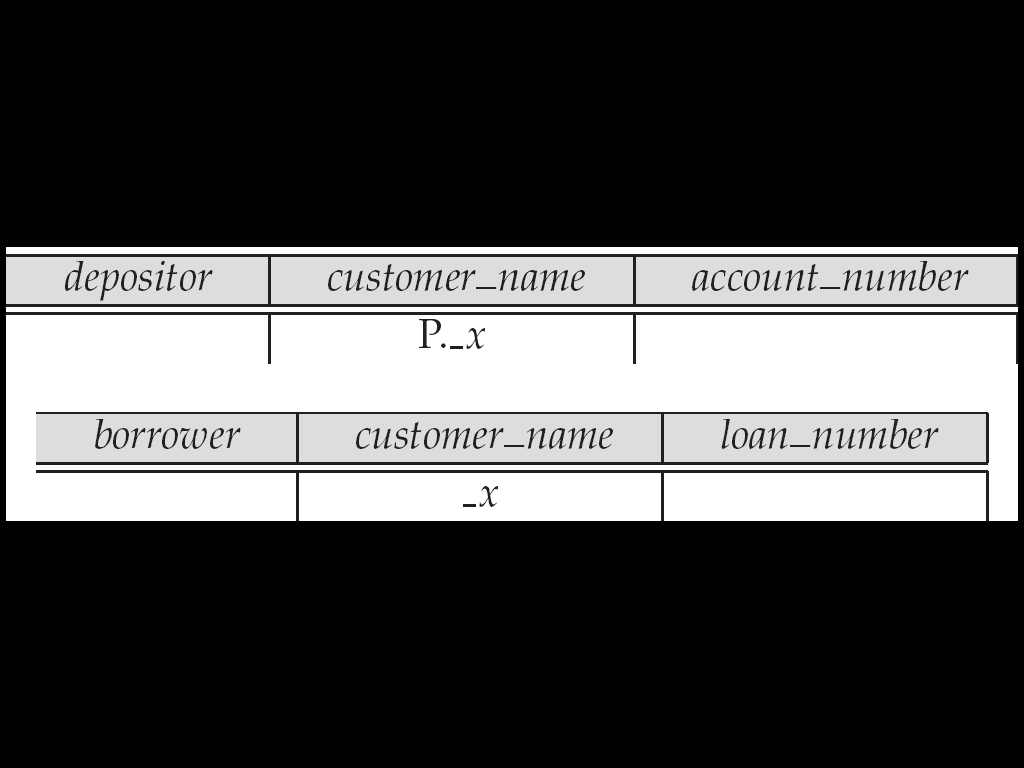 depositor customer_name account_number
P._x
borrower customer_name loan_number
_x